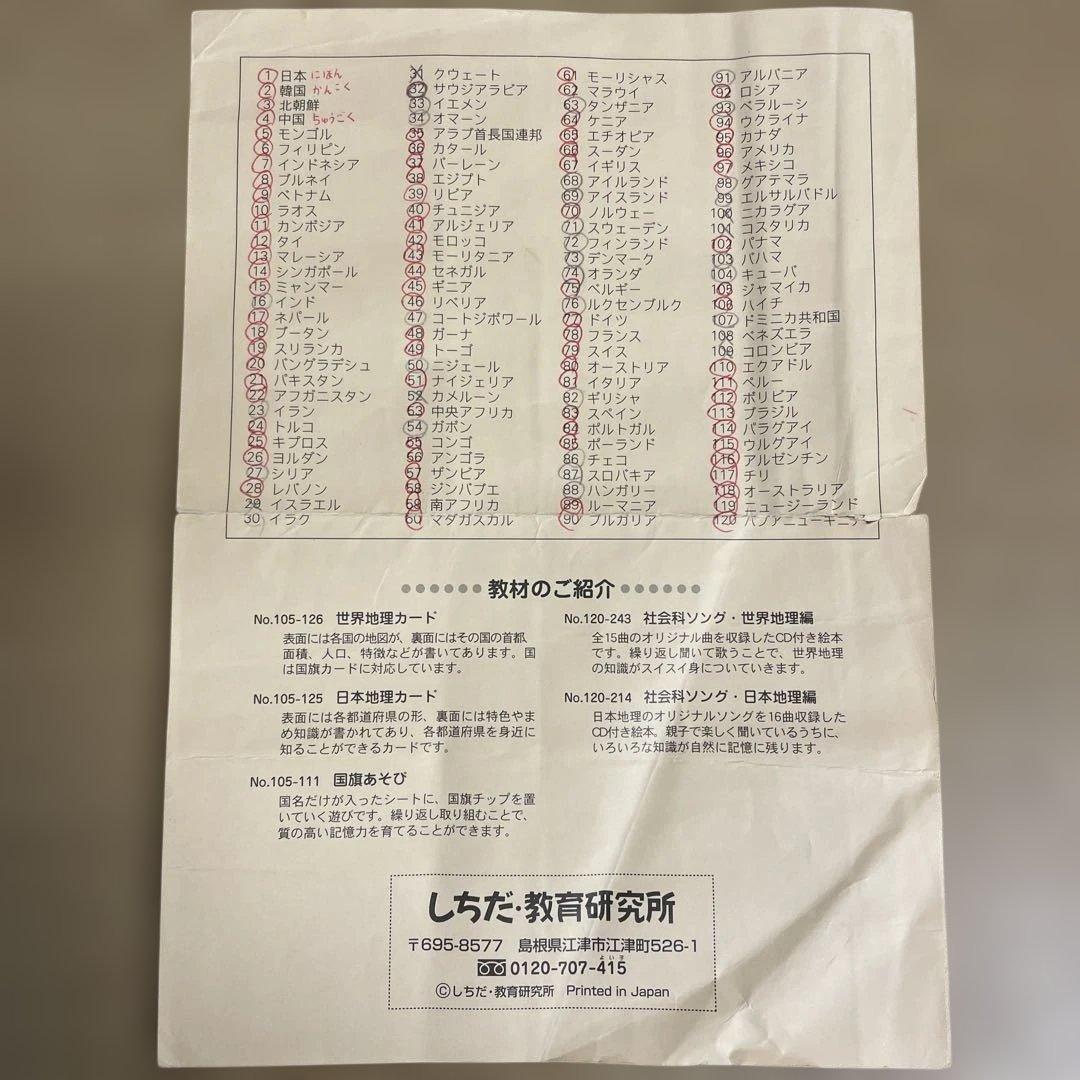 1 日本 にほん
2 韓国 かんこく
3 北朝鮮
4 中国 ちゅうごく
5 モンゴル
6 フィリピン
7 インドネシア
8 ブルネイ
9 ベトナム
10 ラオス
11 カンボジア
12 タイ
13 マレーシア
14 シンガポール
15 ミャンマー
16 インド
17 ネパール
18 ブータン
19 スリランカ
20 バングラデシュ
21 パキスタン
22 アフガニスタン
23 イラン
24 トルコ
25 キプロス
26 ヨルダン
27 シリア
28 レバノン
29 イスラエル
30 イラク
31 クウェート
32 サウジアラビア
33 イエメン
34 オマーン
35 アラブ首長国連邦
36 カタール
37 バーレーン
38 エジプト
39 リビア
40 チュニジア
41 アルジェリア
42 モロッコ
43 モーリタニア
44 セネガル
45 ギニア
46 リベリア
47 コートジボワール
48 ガーナ
49 トーゴ
50 ニジェール
51 ナイジェリア
52 カメルーン
53 中央アフリカ
54 ガボン
55 コンゴ
56 アンゴラ
57 ザンビア
58 ジンバブエ
59 南アフリカ
60 マダガスカル
61 モーリシャス
62 マラウイ
63 タンザニア
64 ケニア
65 エチオピア
66 スーダン
67 イギリス
68 アイルランド
69 アイスランド
70 ノルウェー
71 スウェーデン
72 フィンランド
73 デンマーク
74 オランダ
75 ベルギー
76 ルクセンブルク
77 ドイツ
78 フランス
79 スイス
80 オーストリア
81 イタリア
82 ギリシャ
83 スペイン
84 ポルトガル
85 ポーランド
86 チェコ
87 スロバキア
88 ハンガリー
89 ルーマニア
90 ブルガリア
91 アルバニア
92 ロシア
93 ベラルーシ
94 ウクライナ
95 カナダ
96 アメリカ
97 メキシコ
98 グアテマラ
99 エルサルバドル
100 ニカラグア
101 コスタリカ
102 パナマ
103 バハマ
104 キューバ
105 ジャマイカ
106 ハイチ
107 ドミニカ共和国
108 ベネズエラ
109 コロンビア
110 エクアドル
111 ペルー
112 ボリビア
113 ブラジル
114 パラグアイ
115 ウルグアイ
116 アルゼンチン
117 チリ
118 オーストラリア
119 ニュージーランド
120 パプアニューギニア
教材のご紹介
No.105-126 世界地理カード
表面には各国の地図が、裏面にはその国の首都、
面積、人口、特徴などが書いてあります。国
は国旗カードに対応しています。
No.105-125 日本地理カード
表面には各都道府県の形、裏面には特色やま
め知識が書かれてあり、各都道府県を身近に
知ることができるカードです。
No.105-111 国旗あそび
国名だけが入ったシートに、国旗チップを置
いていく遊びです。繰り返し取り組むことで、
質の高い記憶力を育てることができます。
No.120-243 社会科ソング・世界地理編
全15曲のオリジナル曲を収録したCD付き絵本
です。繰り返し聞いて歌うことで、世界地理
の知識がスイスイ身についていきます。
No.120-214 社会科ソング・日本地理編
日本地理のオリジナルソングを16曲収録した
CD付き絵本。親子で楽しく聞いているうちに、
いろいろな知識が自然に記憶に残ります。
しちだ・教育研究所
〒695-8577 島根県江津市江津町526-1
よい子
0120-707-415
©しちだ・教育研究所 Printed in Japan